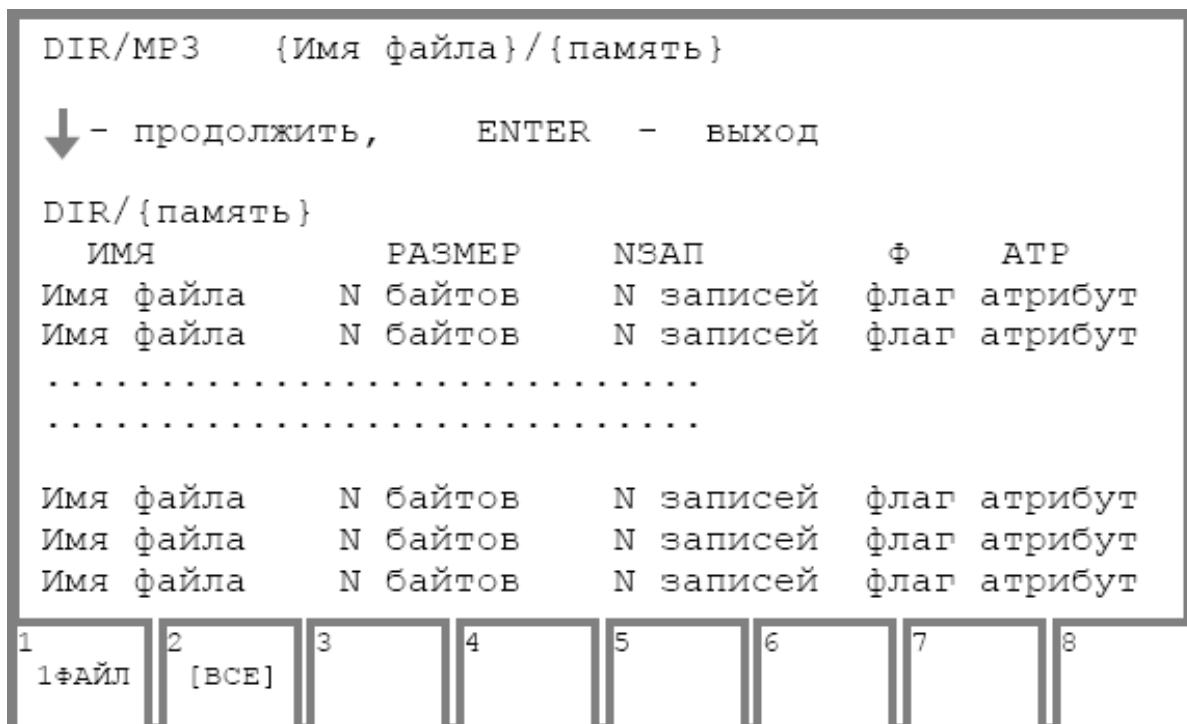 DIR/MP3 {Имя файла}/{память}
- продолжить, ENTER - выход
DIR/{память}
ИМЯ РАЗМЕР NЗАП Ф АТР
Имя файла N байтов N записей флаг атрибут
Имя файла N байтов N записей флаг атрибут
.............................
.............................
Имя файла N байтов N записей флаг атрибут
Имя файла N байтов N записей флаг атрибут
Имя файла N байтов N записей флаг атрибут
1 2 3 4 5 6 7 8
1ФАЙЛ [ВСЕ]